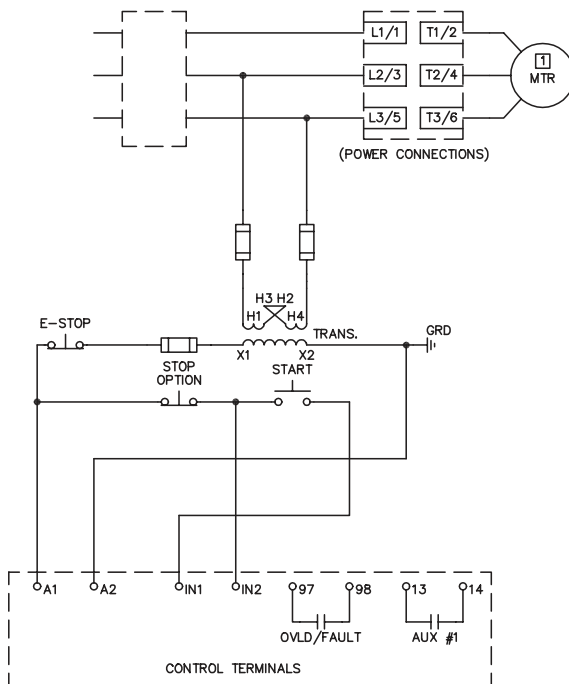 L1/1 T1/2
1
MTR
L2/3 T2/4
L3/5 T3/6
(POWER CONNECTIONS)
H3 H2
H1 H4
E-STOP
TRANS.
GRD
X1 X2
STOP
OPTION
START
A1 A2 IN1 IN2 97 98 13 14
OVLD/FAULT
AUX #1
CONTROL TERMINALS